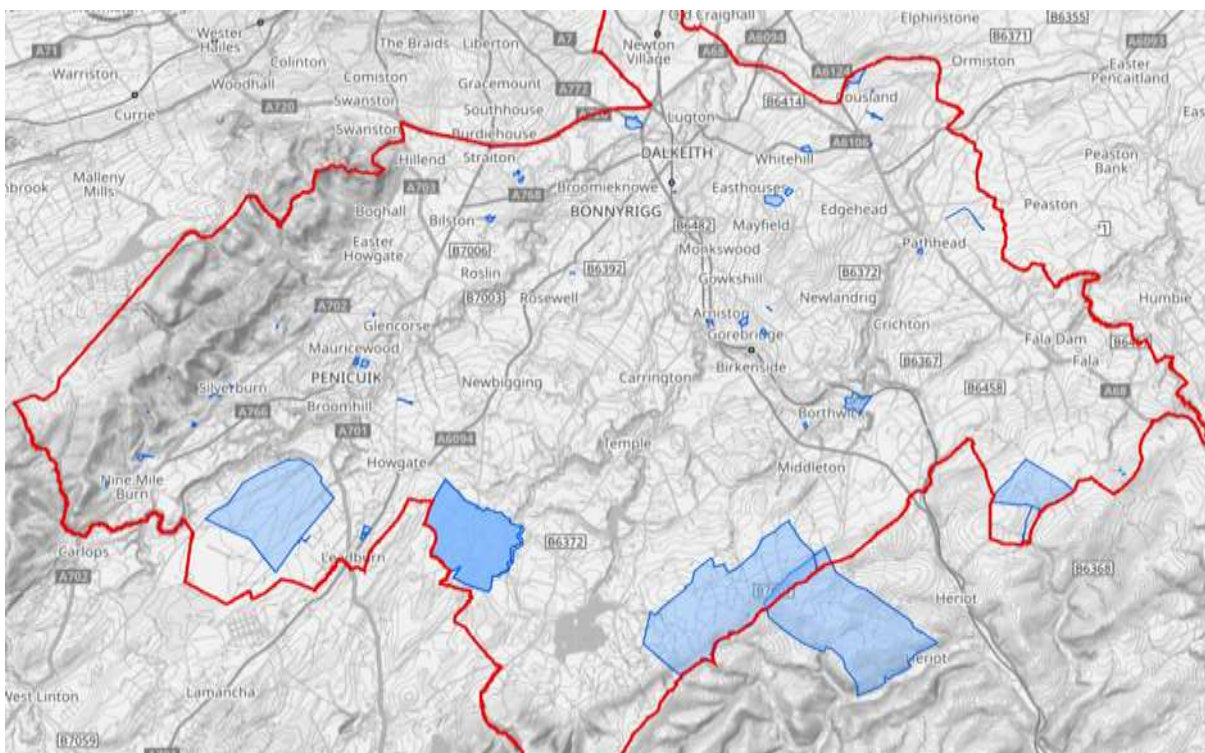 Old Craighall
Elphinstone
B6355
A71
Wester
Hailes
The Braids
Liberton
A7
Newton
Village
A68
A6094
B6371
A6093
Colinton
Warriston
Woodhall
Comiston
Gracemount
A772
A6124
Ormiston
Easter
Pencaitland
Currie
A720
Swanston
Southhouse
B6414
Cousland
Swanston
Burdiehouse
Lugton
Malleny
Mills
Hillend
Straiton
DALKEITH
Whitehill
A6106
Peaston
Bank
A703
A768
Broomieknowe
Easthouses
Boghall
Bilston
BONNYRIGG
B6482
Mayfield
Edgehead
Peaston
Easter
Howgate
B7006
Monkswood
Pathhead
Roslin
B6392
Gowkshill
B6372
A702
B7003
Rosewell
Newlandrig
Humbie
Glencorse
Arniston
Gorebridge
Crichton
Fala Dam
Mauricewood
Fala
PENICUIK
Newbigging
Carrington
Birkenside
B6367
Silverburn
B6458
A68
A766
Broomhill
Borthwick
A701
A6094
Temple
Howgate
Middleton
Nine Mile
Burn
Carlops
Leadburn
B6372
A702
B6368
Heriot
Heriot
West Linton
Lamancha
B7059